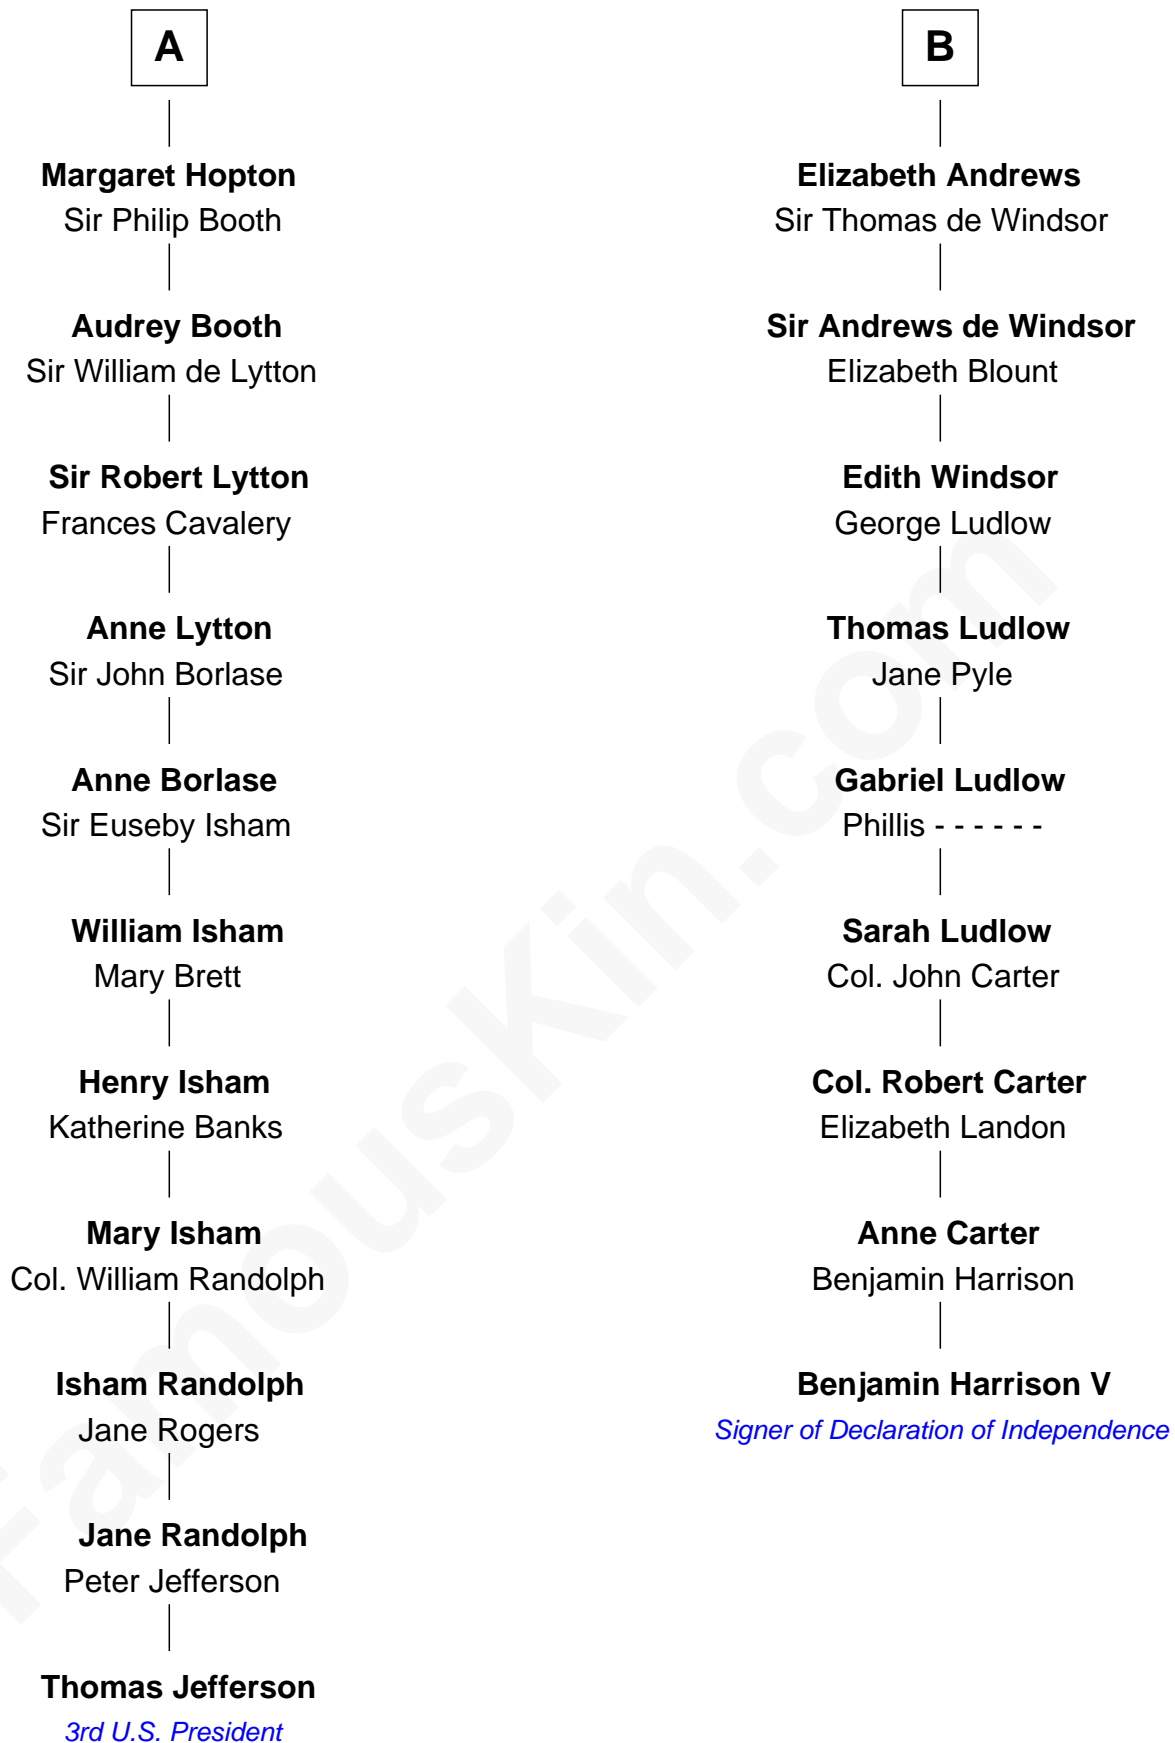 A
Margaret Hopton
Sir Philip Booth
Audrey Booth
Sir William de Lytton
Sir Robert Lytton
Frances Cavalery
Anne Lytton
Sir John Borlase
Anne Borlase
Sir Euseby Isham
William Isham
Mary Brett
Henry Isham
Katherine Banks
Mary Isham
Col. William Randolph
Isham Randolph
Jane Rogers
Jane Randolph
Peter Jefferson
Thomas Jefferson
3rd U.S. President
B
Elizabeth Andrews
Sir Thomas de Windsor
Sir Andrews de Windsor
Elizabeth Blount
Edith Windsor
George Ludlow
Thomas Ludlow
Jane Pyle
Gabriel Ludlow
Phillis - - - - - -
Sarah Ludlow
Col. John Carter
Col. Robert Carter
Elizabeth Landon
Anne Carter
Benjamin Harrison
Benjamin Harrison V
Signer of Declaration of Independence
FamousKin.com